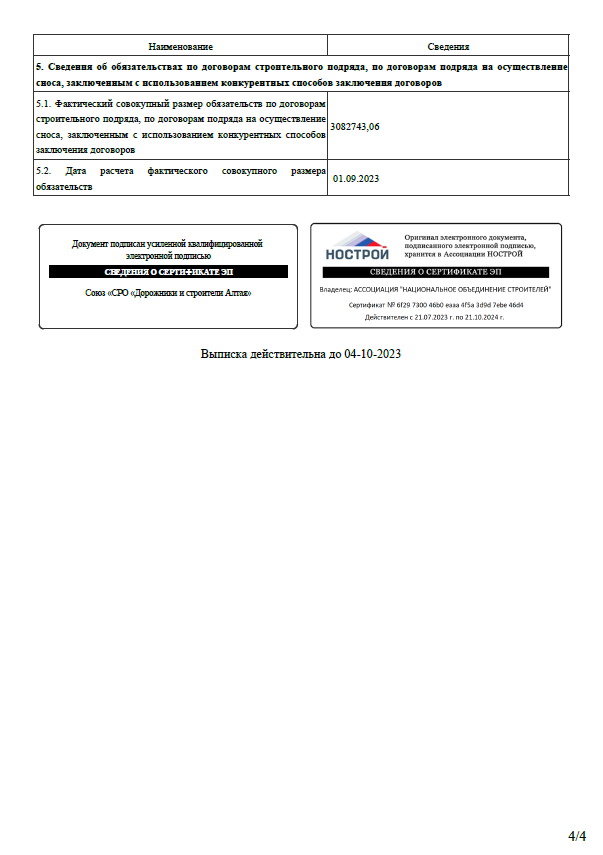 Наименование
Сведения
5. Сведения об обязательствах по договорам строительного подряда, по договорам подряда на осуществление
сноса, заключенным с использованием конкурентных способов заключения договоров
5.1. Фактический совокупный размер обязательств по договорам
строительного подряда, по договорам подряда на осуществление
сноса, заключенным с использованием конкурентных способов
заключения договоров
3082743,06
5.2. Дата расчета фактического совокупного размера
обязательств
01.09.2023
Документ подписан усиленной квалифицированной
электронной подписью
СВЕДЕНИЯ О СЕРТИФИКАТЕ ЭП
Союз «СРО «Дорожники и строители Алтая»
НОСТРОЙ
Оригинал электронного документа,
подписанного электронной подписью,
хранится в Ассоциации НОСТРОЙ
СВЕДЕНИЯ О СЕРТИФИКАТЕ ЭП
Владелец: АССОЦИАЦИЯ "НАЦИОНАЛЬНОЕ ОБЪЕДИНЕНИЕ СТРОИТЕЛЕЙ"
Сертификат № 6f29 7300 46b0 eaaa 4f5a 3d9d 7ebe 46d4
Действителен с 21.07.2023 г. по 21.10.2024 г.
Выписка действительна до 04-10-2023
4/4